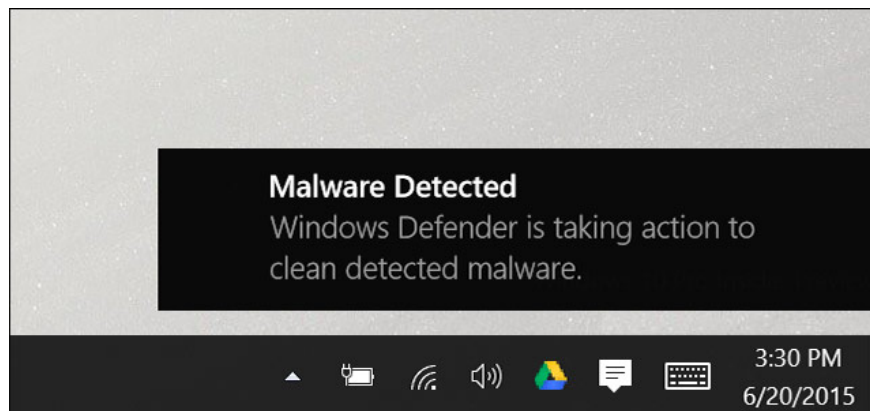 Malware Detected
Windows Defender is taking action to
clean detected malware.
3:30 PM
6/20/2015